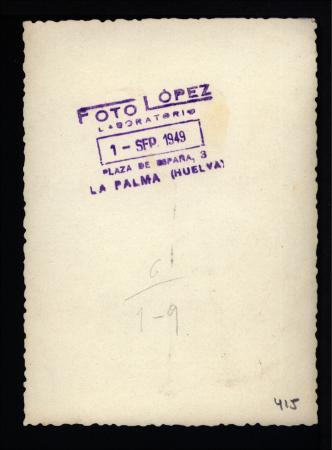 FOTO LÓPEZ
LABORATORIO
1 - SEP. 1949
PLAZA DE ESPAÑA, 3
LA PALMA (HUELVA)
6
1-9
415